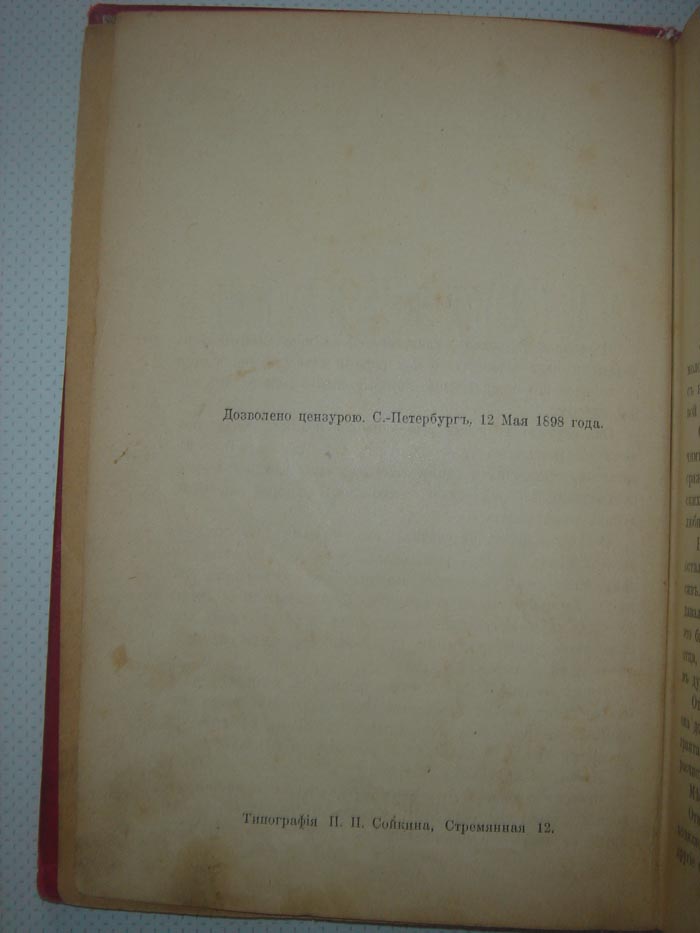 Дозволено цензурою. С.-Петербургъ, 12 Мая 1898 года.
Типографія П. П. Сойкина, Стремянная 12.